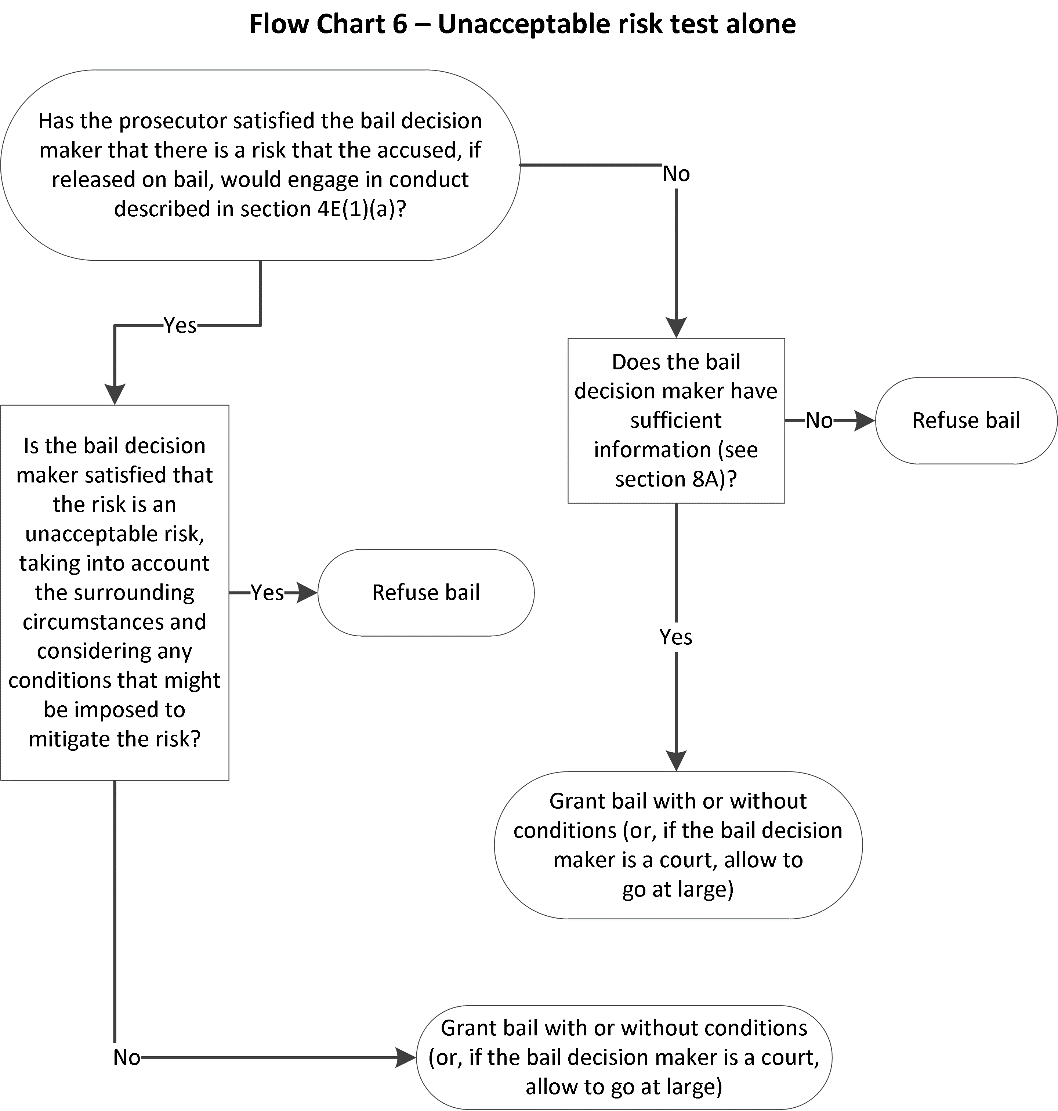 Flow Chart 6 – Unacceptable risk test alone
Has the prosecutor satisfied the bail decision
maker that there is a risk that the accused, if
released on bail, would engage in conduct
described in section 4E(1)(a)?
No
Yes
Does the bail
decision maker have
sufficient
information (see
section 8A)?
No
Refuse bail
Is the bail decision
maker satisfied that
the risk is an
unacceptable risk,
taking into account
the surrounding
circumstances and
considering any
conditions that might
be imposed to
mitigate the risk?
Yes
Refuse bail
Yes
Grant bail with or without
conditions (or, if the bail decision
maker is a court, allow to
go at large)
No
Grant bail with or without conditions
(or, if the bail decision maker is a court,
allow to go at large)